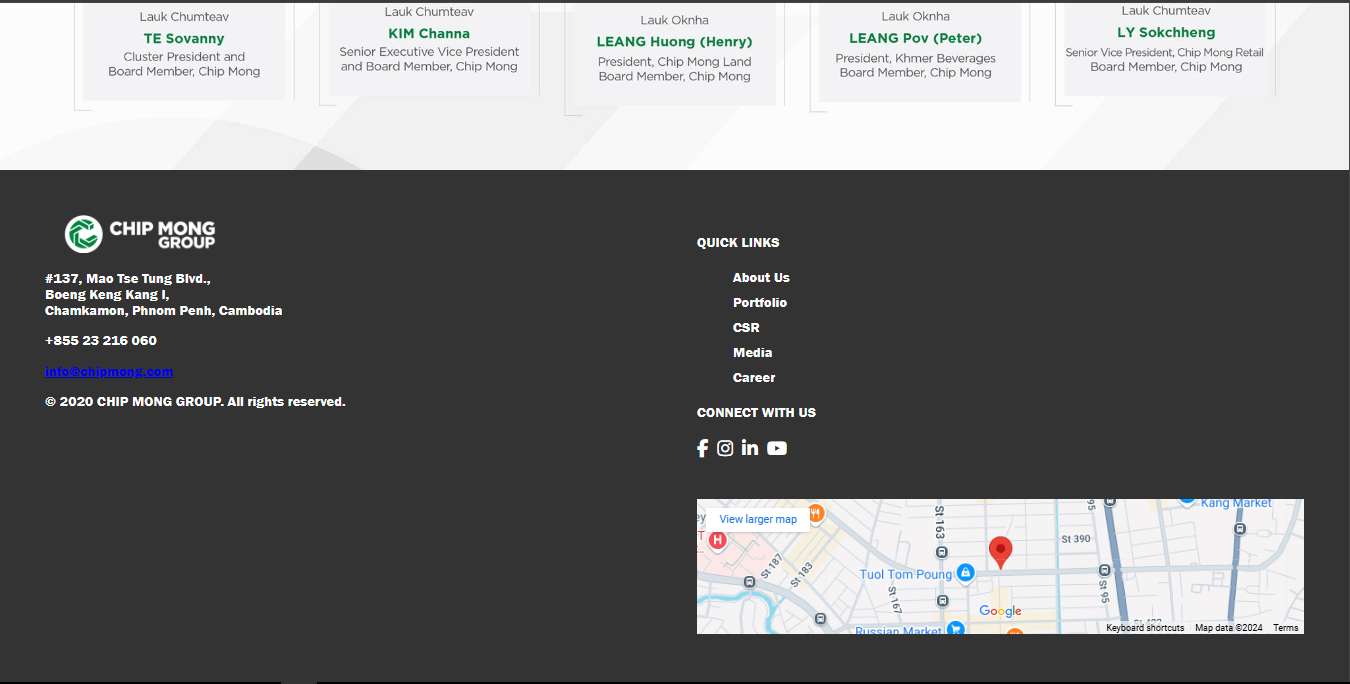 Lauk Chumteav
TE Sovanny
Cluster President and
Board Member, Chip Mong
Lauk Chumteav
KIM Channa
Senior Executive Vice President
and Board Member, Chip Mong
Lauk Oknha
LEANG Huong (Henry)
President, Chip Mong Land
Board Member, Chip Mong
Lauk Oknha
LEANG Pov (Peter)
President, Khmer Beverages
Board Member, Chip Mong
Lauk Chumteav
LY Sokchheng
Senior Vice President, Chip Mong Retail
Board Member, Chip Mong
CHIP MONG
GROUP
#137, Mao Tse Tung Blvd.,
Boeng Keng Kang I,
Chamkamon, Phnom Penh, Cambodia
+855 23 216 060
info@chipmong.com
© 2020 CHIP MONG GROUP. All rights reserved.
QUICK LINKS
About Us
Portfolio
CSR
Media
Career
CONNECT WITH US
View larger map
H
St 187
St 183
St 163
St 167
Tuol Tom Poung
Russian Market
St 390
St 95
95
Kang Market
Google
Keyboard shortcuts
Map data ©2024
Terms